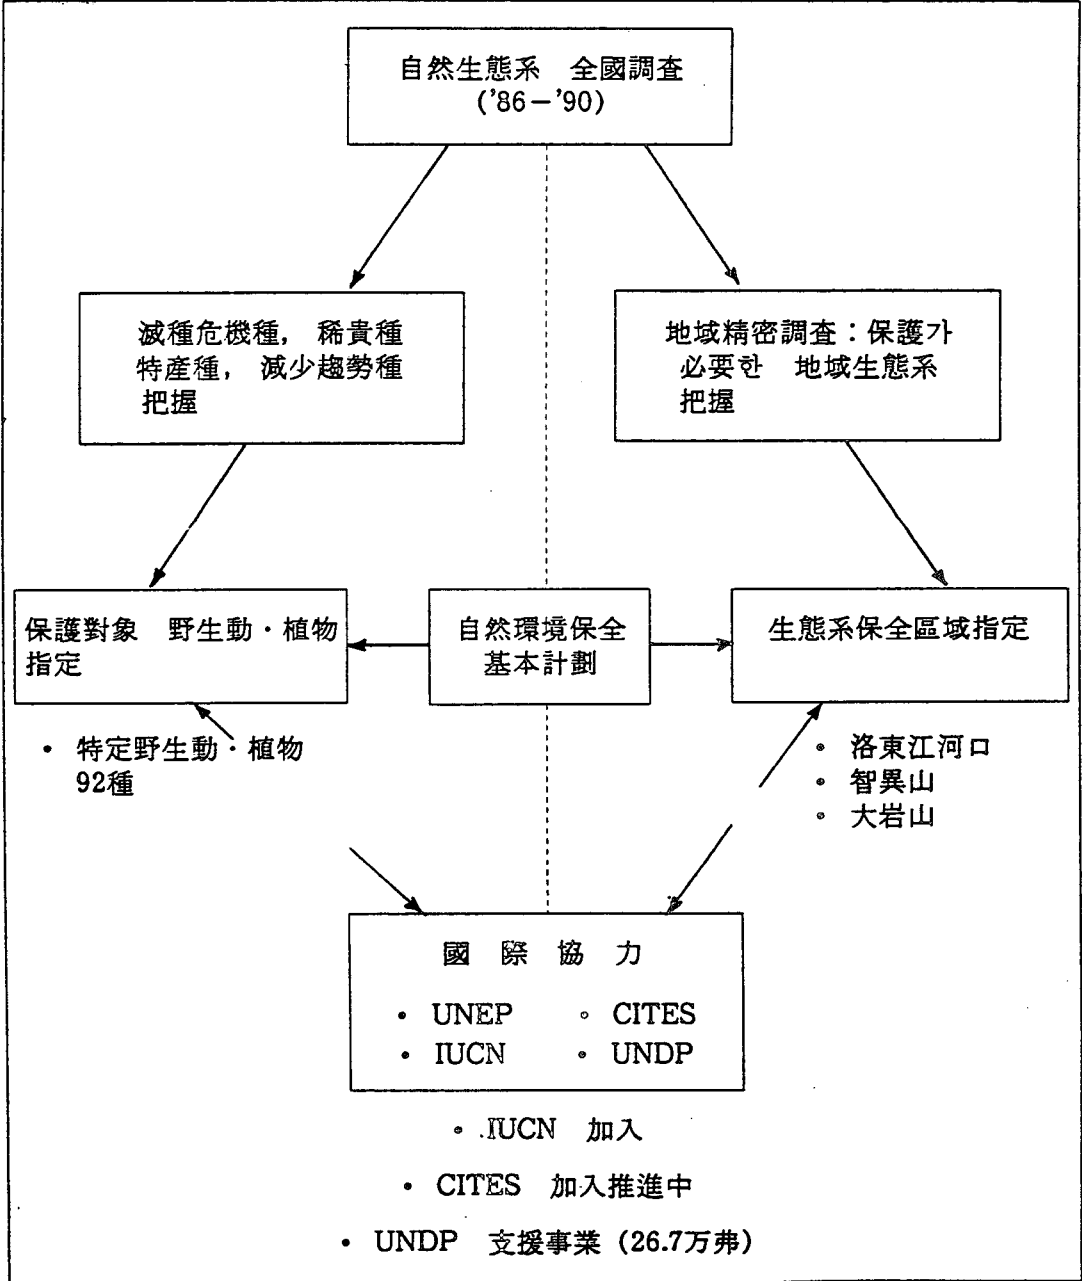 自然生態系 全國調査
('86-'90)
滅種危機種, 稀貴種
特産種, 減少趨勢種
把握
地域精密調査：保護가
必要한 地域生態系
把握
保護對象 野生動・植物
指定
自然環境保全
基本計劃
生態系保全區域指定
• 特定野生動・植物
92種
• 洛東江河口
• 智異山
• 大岩山
國際協力
• UNEP • CITES
• IUCN • UNDP
• IUCN 加入
• CITES 加入推進中
• UNDP 支援事業 (26.7万弗)